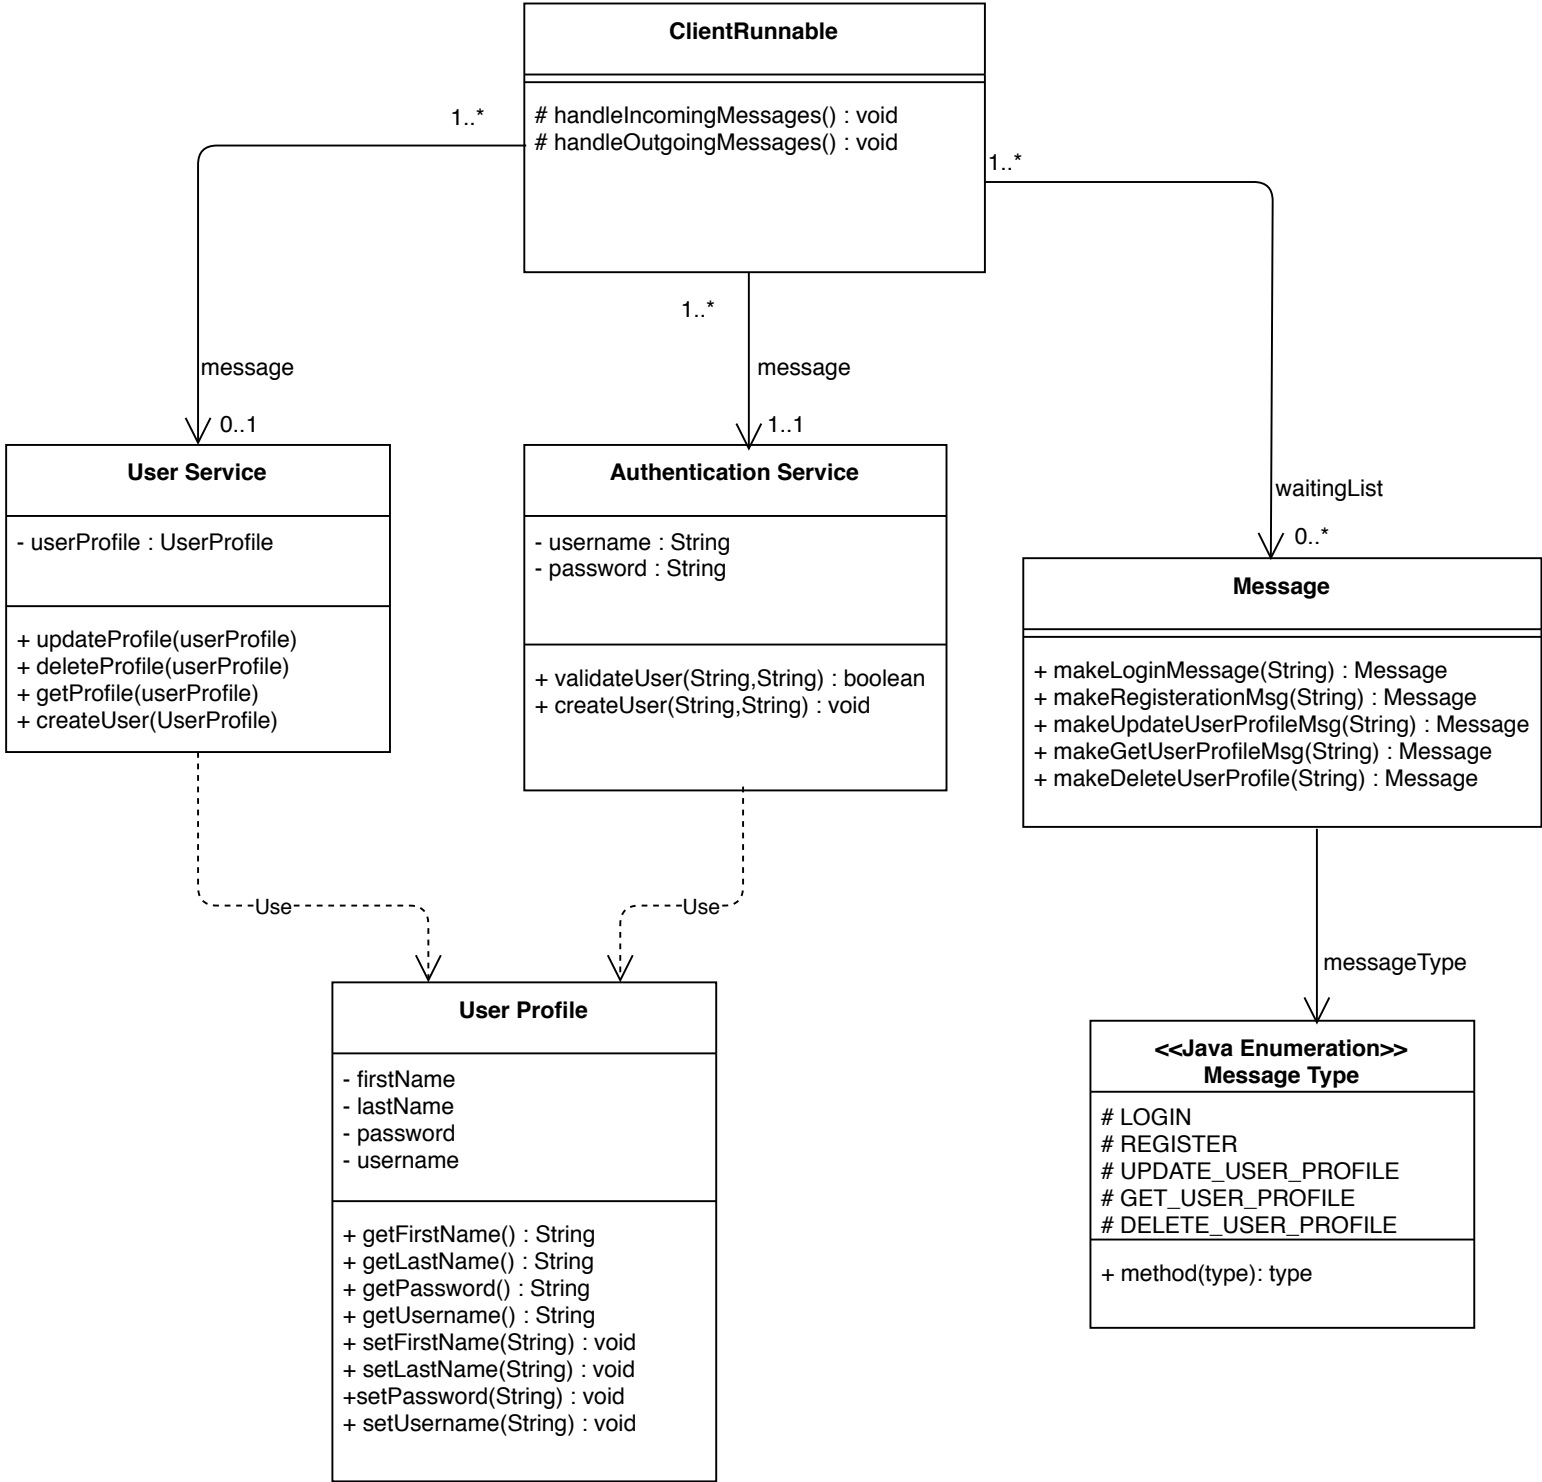 ClientRunnable
# handleIncomingMessages() : void
# handleOutgoingMessages() : void
1..*
1..*
1..*
message
message
0..1
1..1
waitingList
0..*
User Service
- userProfile : UserProfile
+ updateProfile(userProfile)
+ deleteProfile(userProfile)
+ getProfile(userProfile)
+ createUser(UserProfile)
Authentication Service
- username : String
- password : String
+ validateUser(String,String) : boolean
+ createUser(String,String) : void
Message
+ makeLoginMessage(String) : Message
+ makeRegisterationMsg(String) : Message
+ makeUpdateUserProfileMsg(String) : Message
+ makeGetUserProfileMsg(String) : Message
+ makeDeleteUserProfile(String) : Message
Use
Use
messageType
User Profile
- firstName
- lastName
- password
- username
+ getFirstName() : String
+ getLastName() : String
+ getPassword() : String
+ getUsername() : String
+ setFirstName(String) : void
+ setLastName(String) : void
+setPassword(String) : void
+ setUsername(String) : void
<<Java Enumeration>>
Message Type
# LOGIN
# REGISTER
# UPDATE_USER_PROFILE
# GET_USER_PROFILE
# DELETE_USER_PROFILE
+ method(type): type